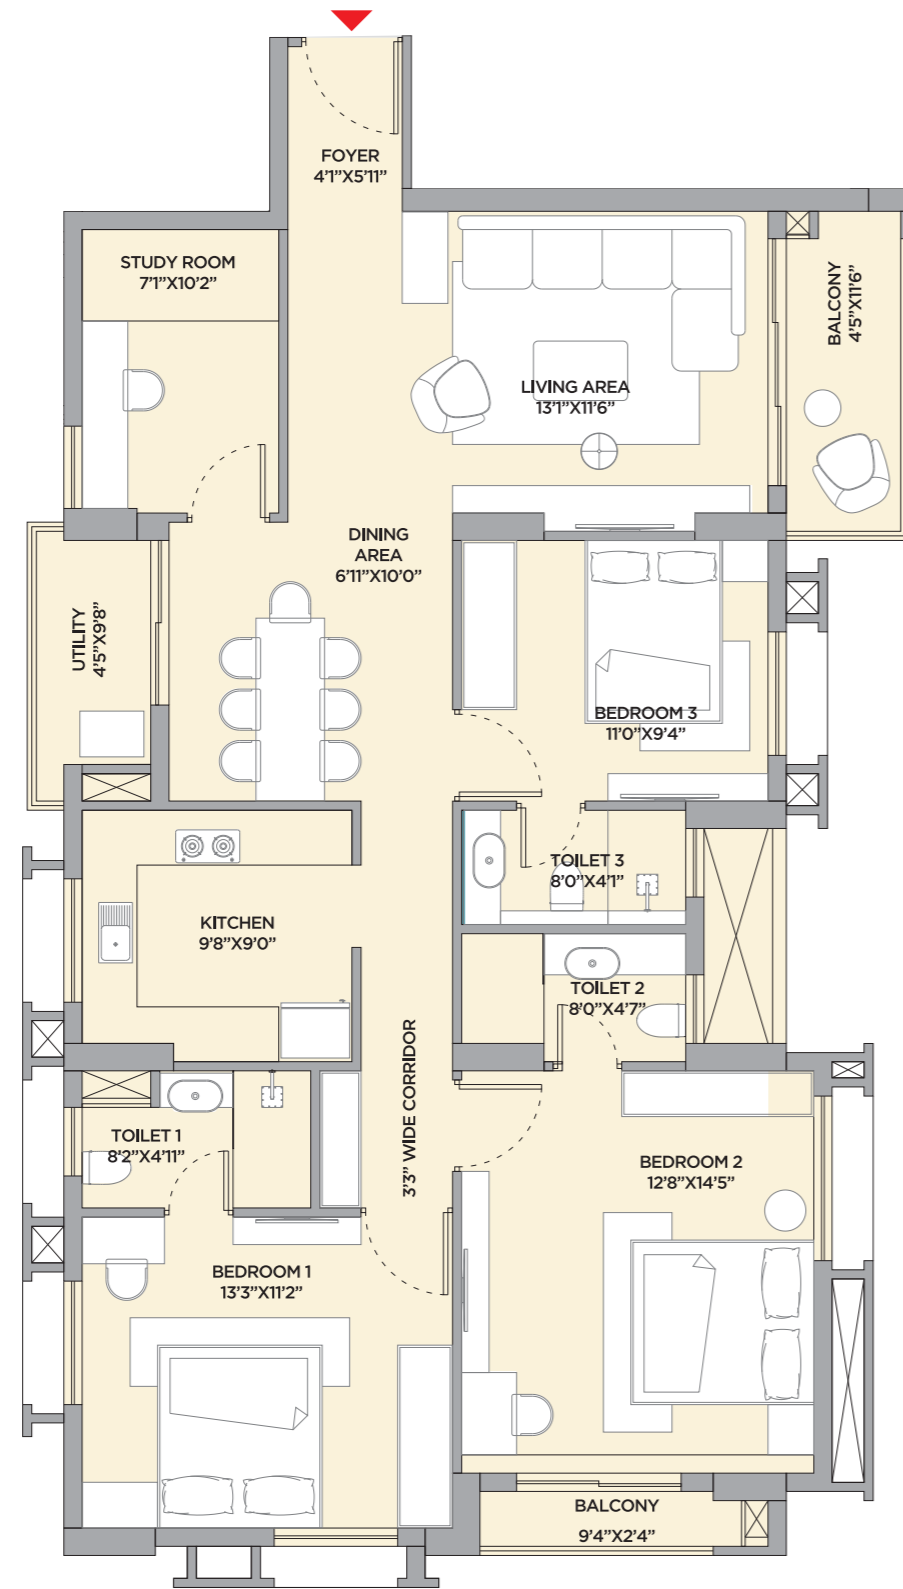 FOYER
4'1"X5'11"
STUDY ROOM
7'1"X10'2"
BALCONY
4'5"X11'6"
LIVING AREA
13'1"X11'6"
DINING
AREA
6'11"X10'0"
UTILITY
4'5"X9'8"
BEDROOM 3
11'0"X9'4"
TOILET 3
8'0"X4'1"
KITCHEN
9'8"X9'0"
TOILET 2
8'0"X4'7"
3'3" WIDE CORRIDOR
TOILET 1
8'2"X4'11"
BEDROOM 2
12'8"X14'5"
BEDROOM 1
13'3"X11'2"
BALCONY
9'4"X2'4"